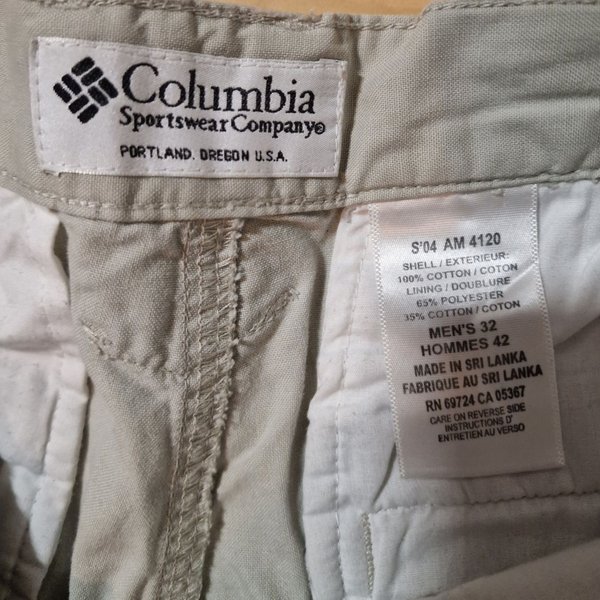 Columbia
Sportswear Company®
PORTLAND, OREGON U.S.A.
S'04 AM 4120
SHELL / EXTERIEUR:
100% COTTON / COTON
LINING / DOUBLURE
65% POLYESTER
35% COTTON / COTON
MEN'S 32
HOMMES 42
MADE IN SRI LANKA
FABRIQUE AU SRI LANKA
RN 69724 CA 05367
CARE ON REVERSE SIDE
INSTRUCTIONS D'
ENTRETIEN AU VERSO